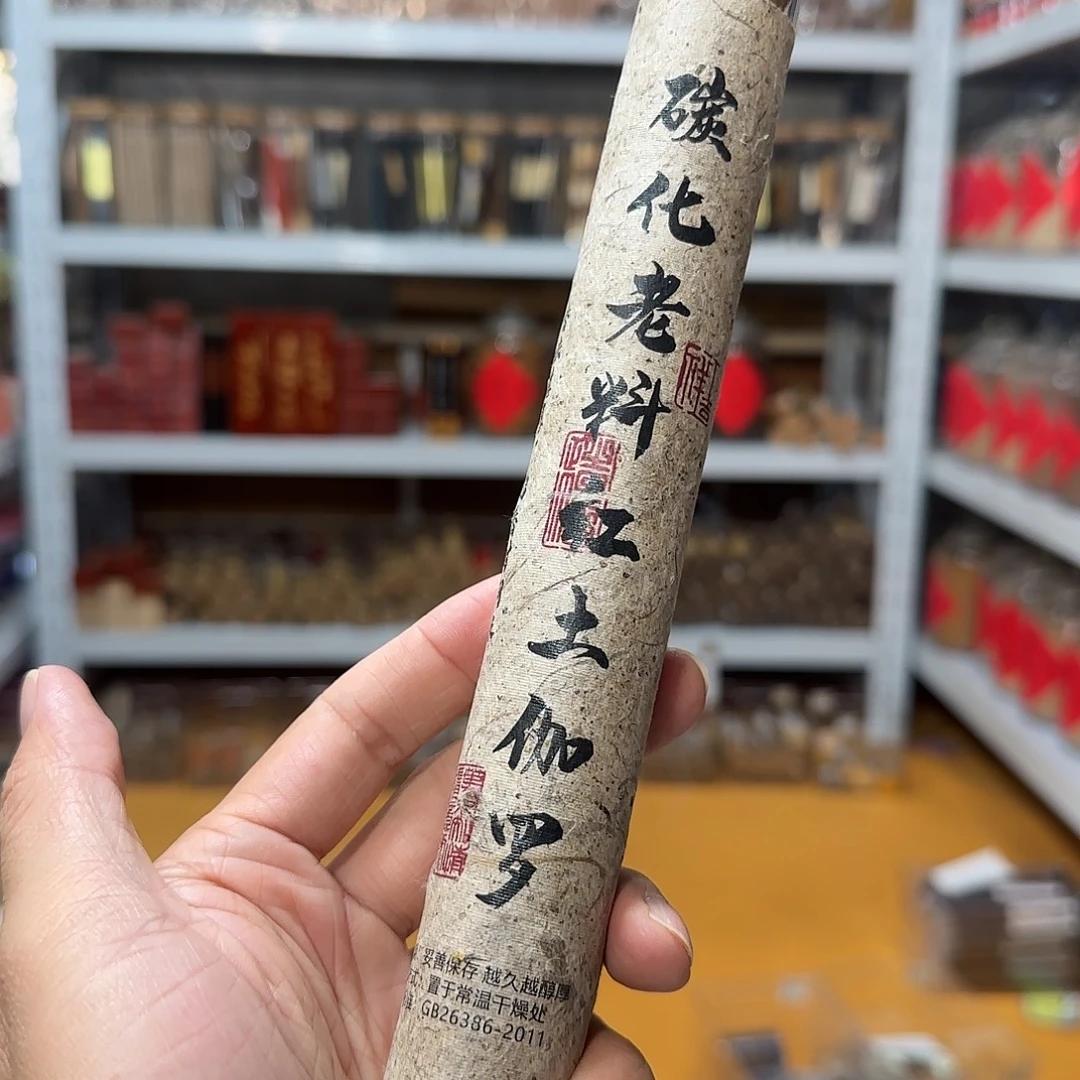 碳化老料红土伽罗
妥善保存 越久越醇厚
置于常温干燥处
GB26386-2011